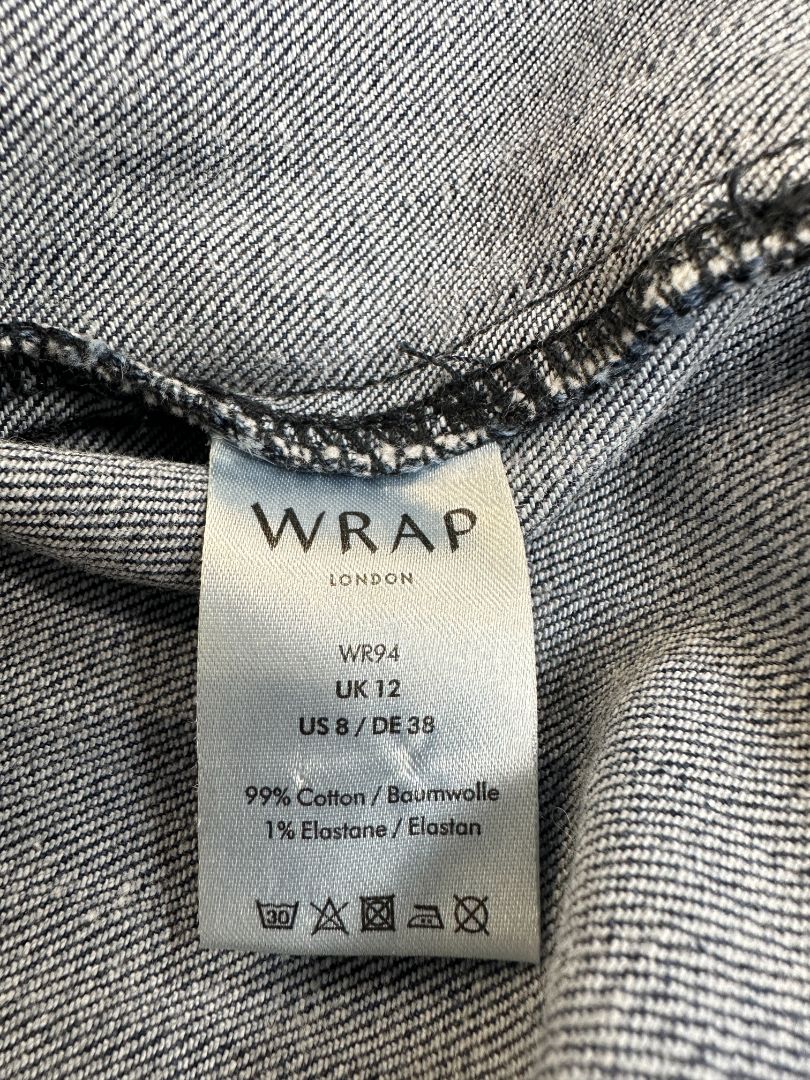 WRAP
LONDON
WR94
UK 12
US 8 / DE 38
99% Cotton / Baumwolle
1% Elastane / Elastan
30